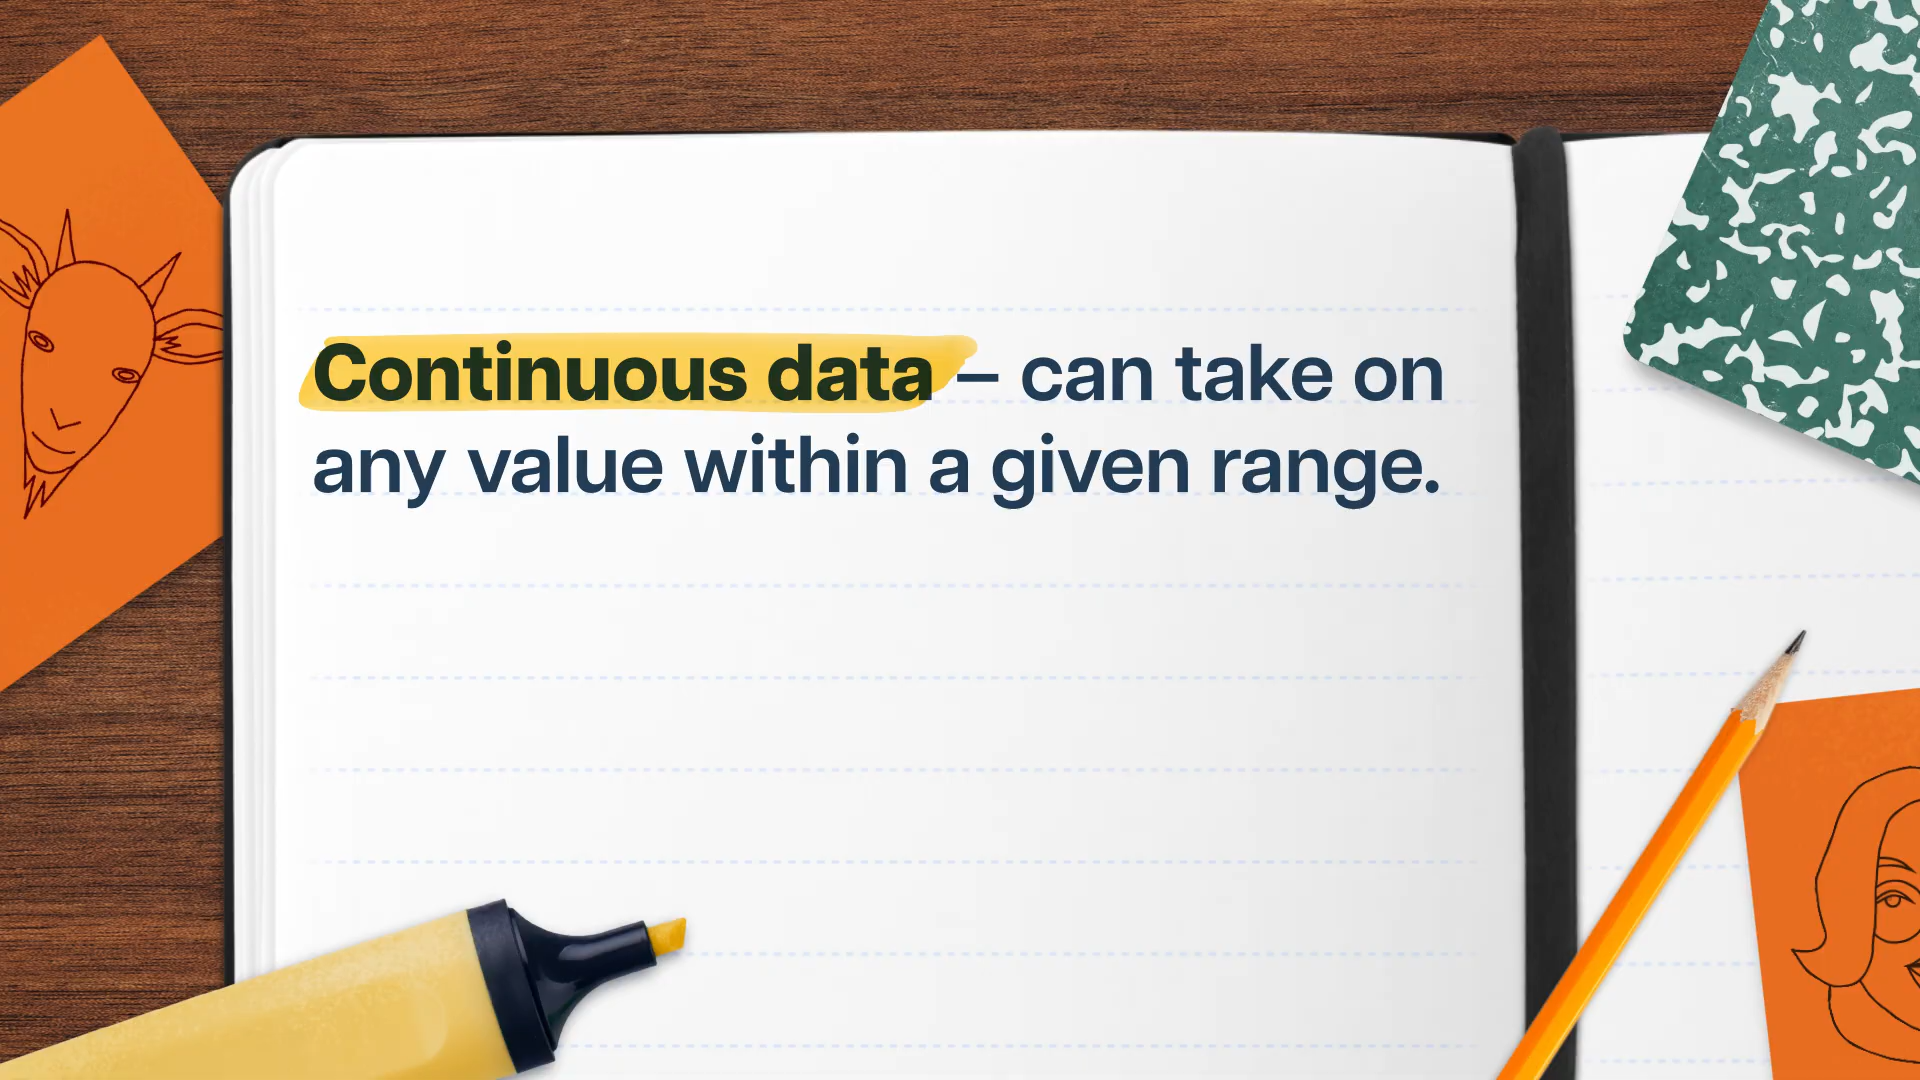 Continuous data – can take on
any value within a given range.